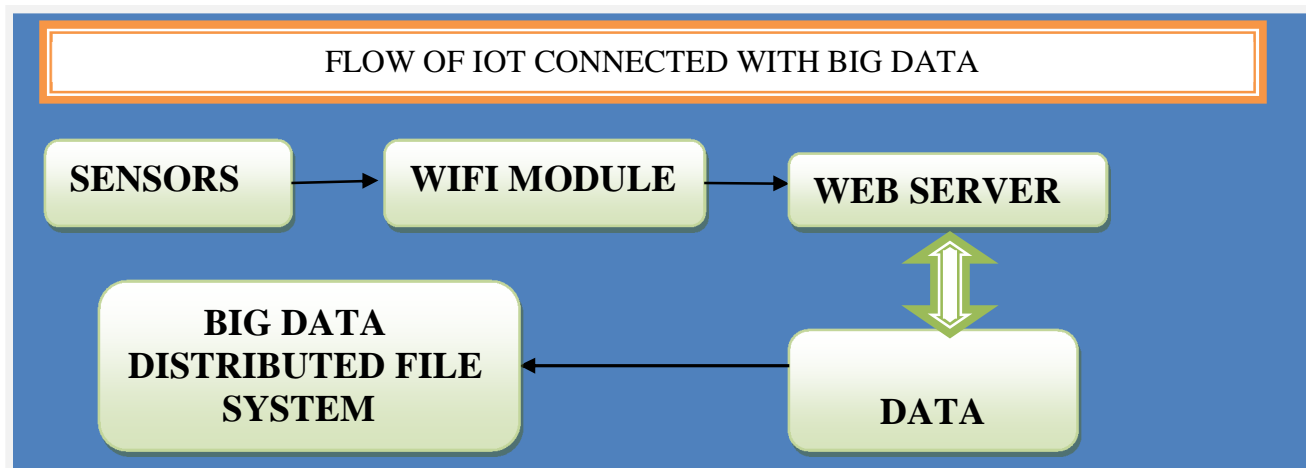 FLOW OF IOT CONNECTED WITH BIG DATA
SENSORS
WIFI MODULE
WEB SERVER
BIG DATA
DISTRIBUTED FILE
SYSTEM
DATA